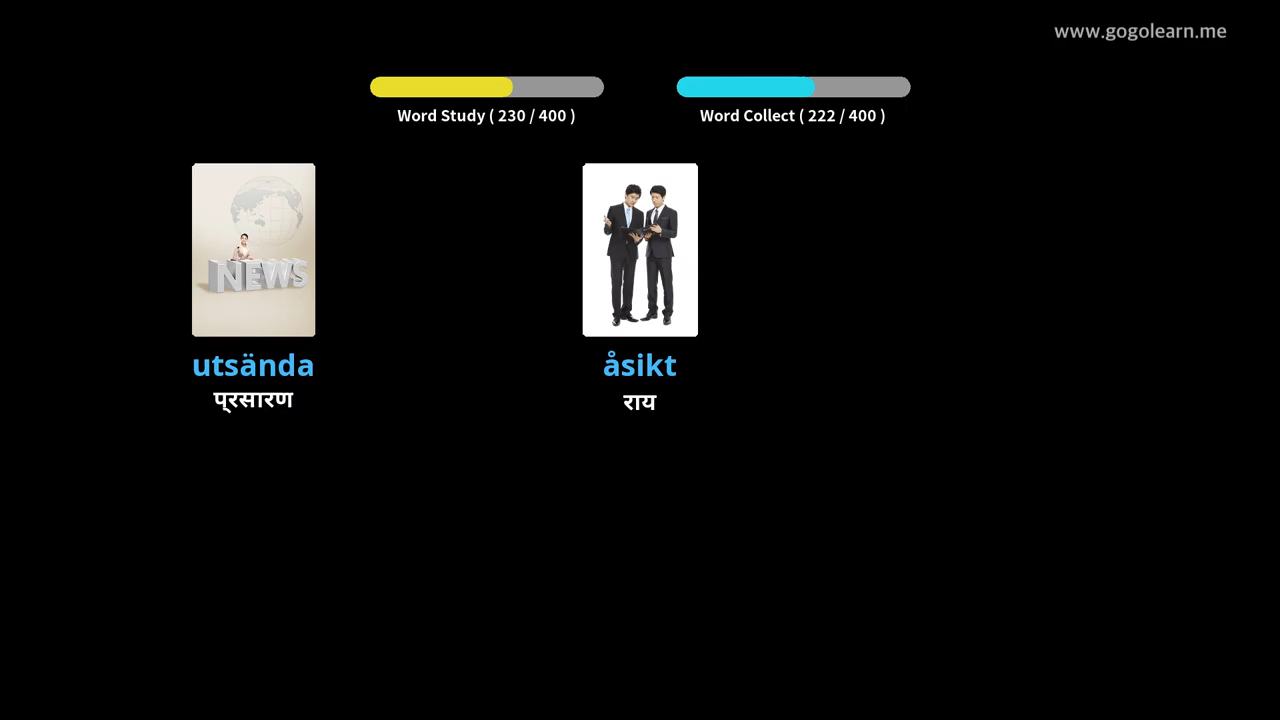 www.gogolearn.me
Word Study ( 230 / 400 )
Word Collect ( 222 / 400 )
NEWS
utsända
åsikt
प्रसारण
राय